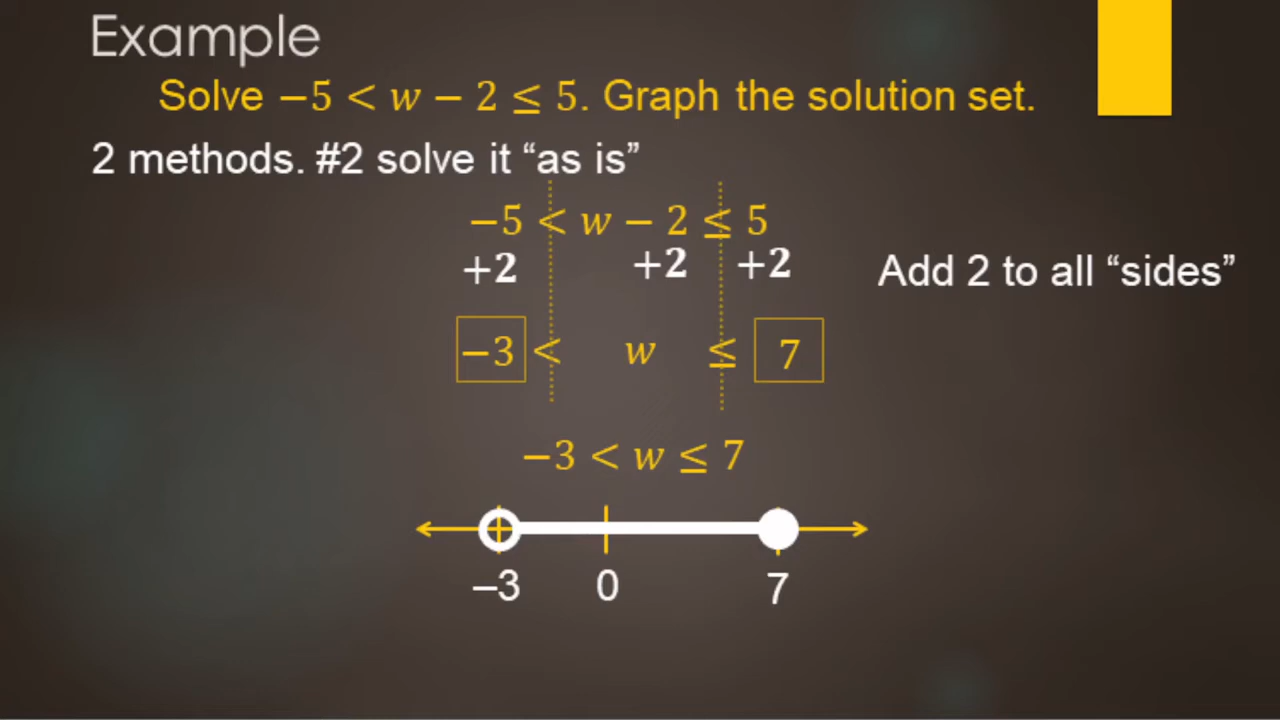 Example
Solve −5 < w − 2 ≤ 5. Graph the solution set.
2 methods. #2 solve it “as is”
−5 < w − 2 ≤ 5
+2 +2 +2 Add 2 to all “sides”
−3 < w ≤ 7
−3 < w ≤ 7
–3 0 7